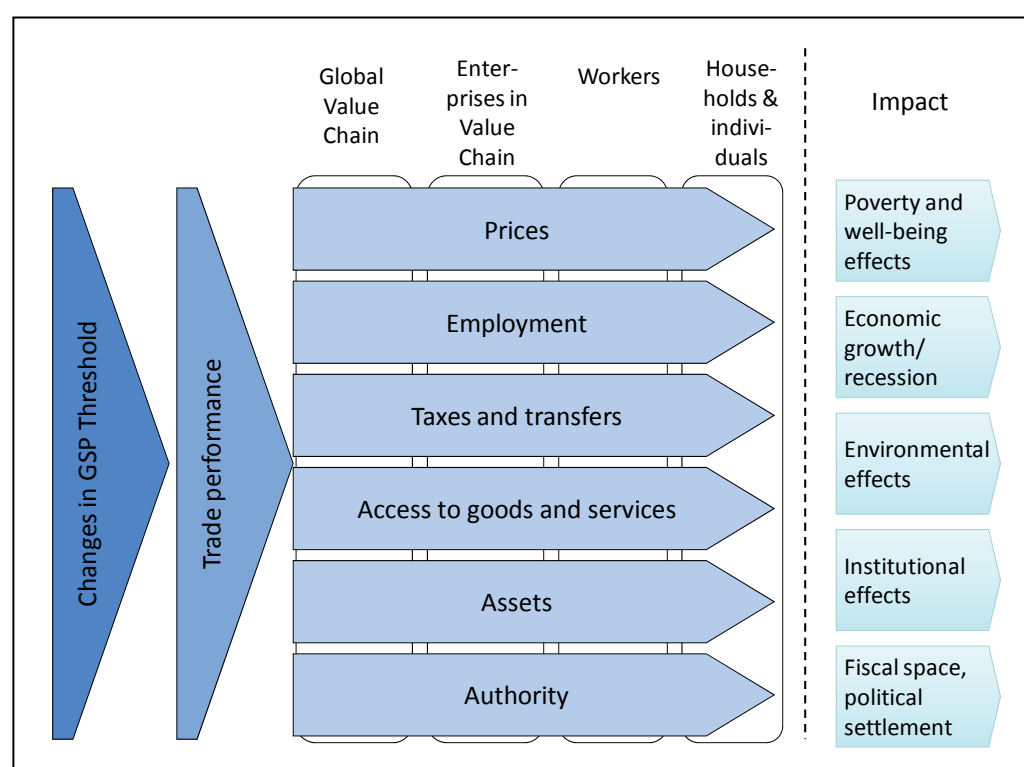 Global
Value
Chain
Enter-
prises in
Value
Chain
Workers
House-
holds &
indivi-
duals
Impact
Changes in GSP Threshold
Trade performance
Prices
Employment
Taxes and transfers
Access to goods and services
Assets
Authority
Poverty and
well-being
effects
Economic
growth/
recession
Environmental
effects
Institutional
effects
Fiscal space,
political
settlement